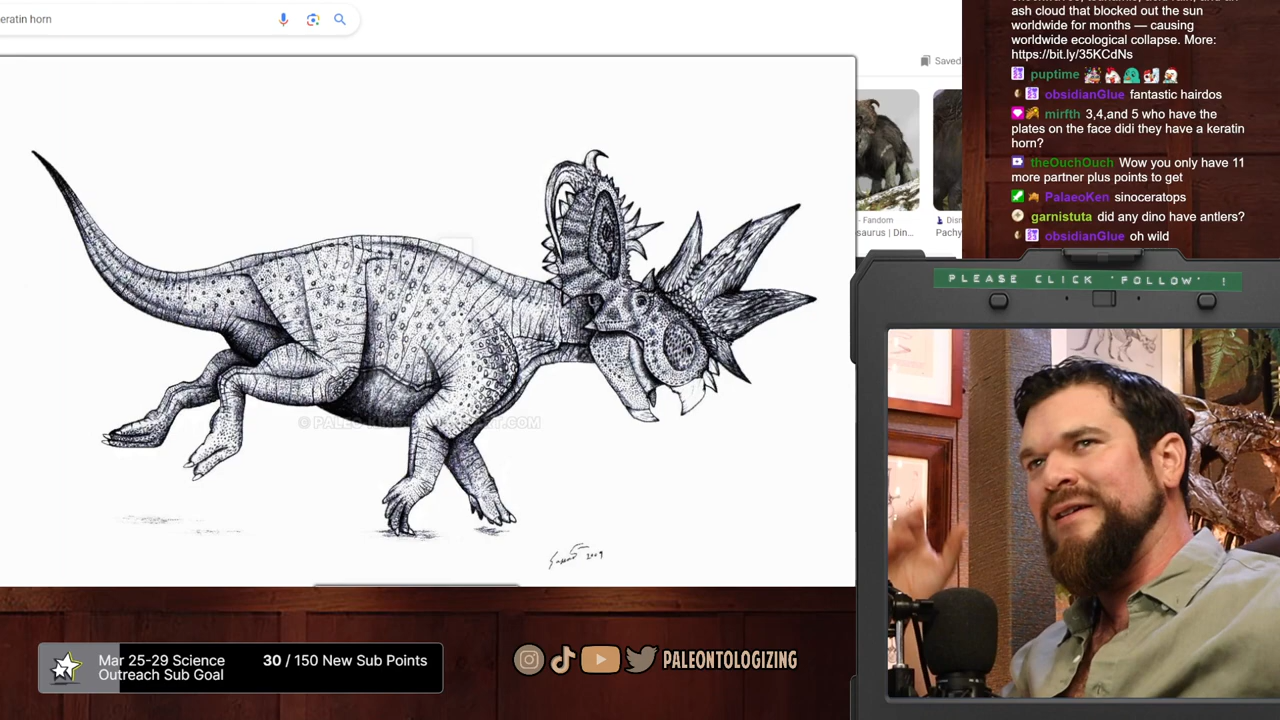 keratin horn
Saved
- Fandom
saurus | Din...
Disn
Pachy
ash cloud that blocked out the sun
worldwide for months — causing
worldwide ecological collapse. More:
https://bit.ly/35KCdNs
puptime
obsidianGlue fantastic hairdos
mirfth 3,4,and 5 who have the
plates on the face didi they have a keratin
horn?
theOuchOuch Wow you only have 11
more partner plus points to get
PalaeoKen sinoceratops
garnistuta did any dino have antlers?
obsidianGlue oh wild
PLEASE CLICK 'FOLLOW' !
2009
Mar 25-29 Science
Outreach Sub Goal
30 / 150 New Sub Points
PALEONTOLOGIZING